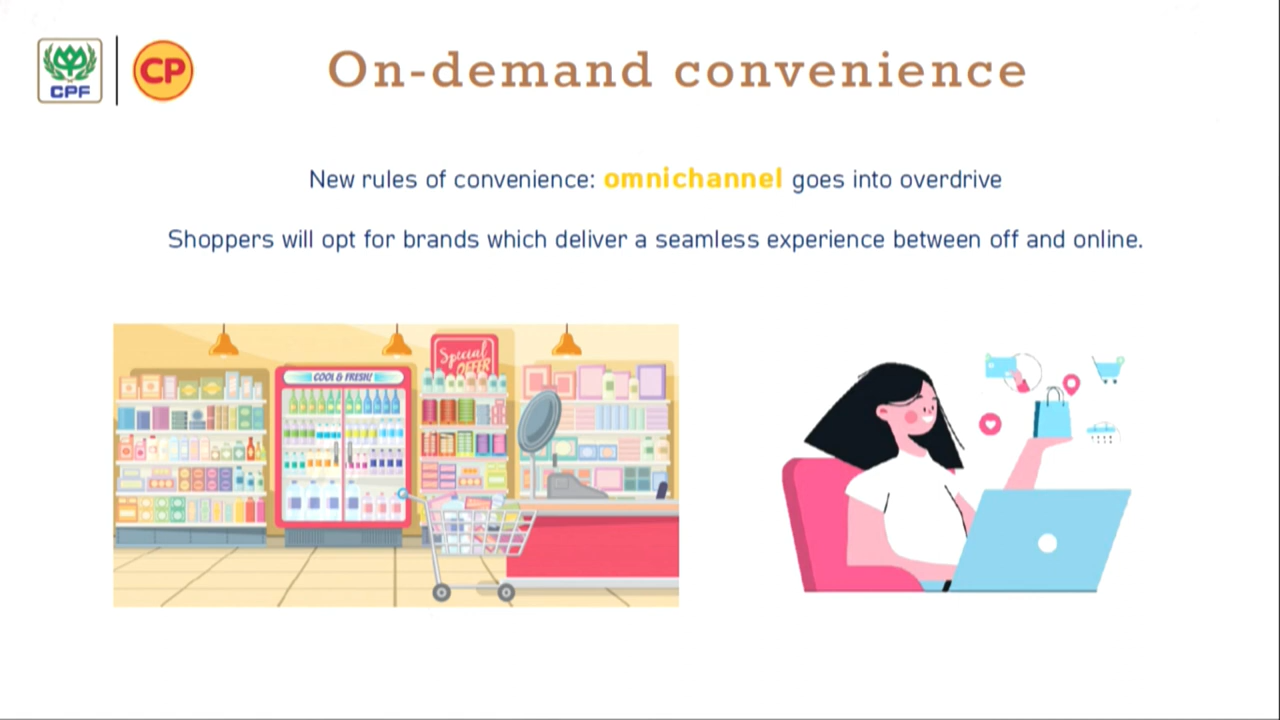 CPF
CP
On-demand convenience
New rules of convenience: omnichannel goes into overdrive
Shoppers will opt for brands which deliver a seamless experience between off and online.
COOL & FRESH!
Special
OFFER